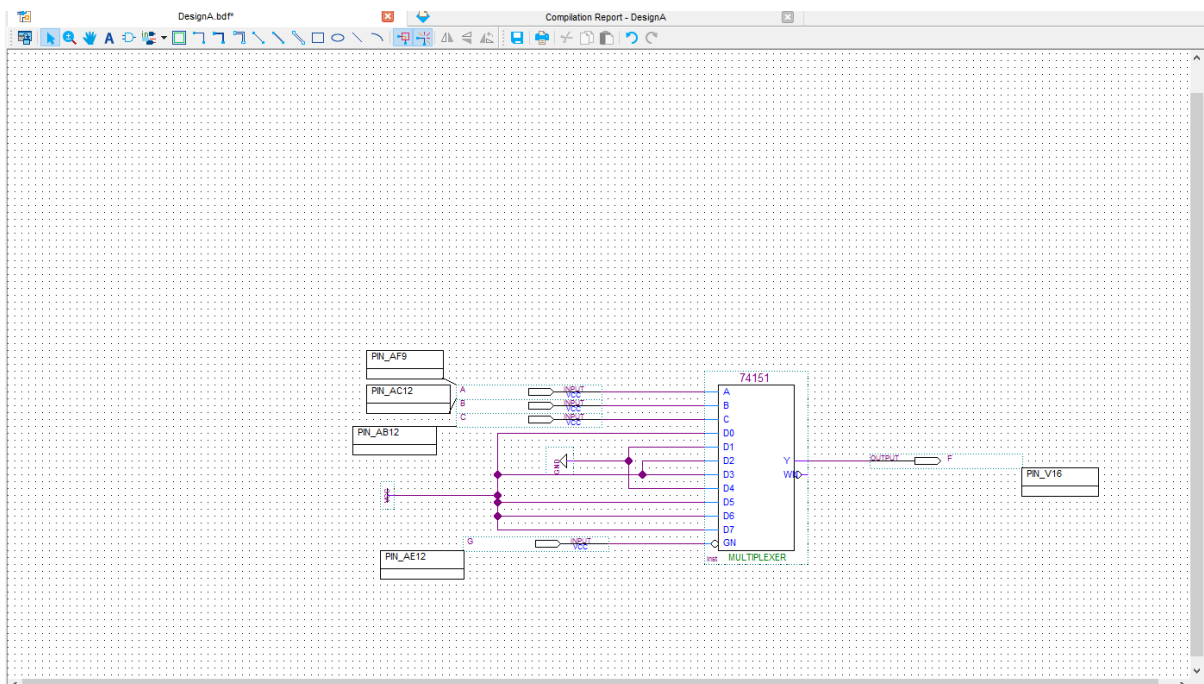 DesignA.bdf*
Compilation Report - DesignA
A
PIN_AF9
74151
PIN_AC12
A
INPUT
VCC
A
B
INPUT
VCC
B
C
INPUT
VCC
C
PIN_AB12
D0
D1
GND
D2
Y
OUTPUT
F
D3
WN
PIN_V16
D4
VCC
D5
D6
D7
G
INPUT
VCC
GN
PIN_AE12
inst
MULTIPLEXER